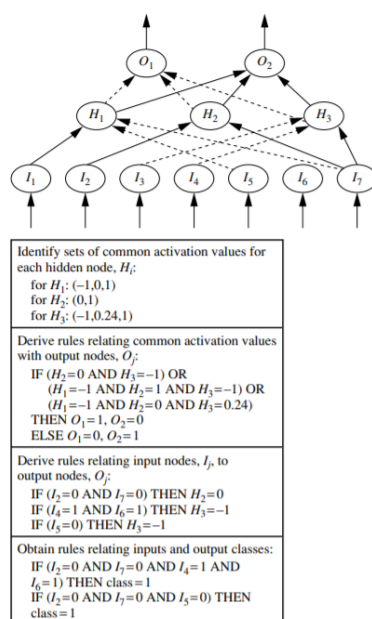 O1 O2
H1 H2 H3
I1 I2 I3 I4 I5 I6 I7
Identify sets of common activation values for
each hidden node, Hi:
for H1: (−1,0,1)
for H2: (0,1)
for H3: (−1,0.24,1)
Derive rules relating common activation values
with output nodes, Oj:
IF (H2=0 AND H3=−1) OR
(H1=−1 AND H2=1 AND H3=−1) OR
(H1=−1 AND H2=0 AND H3=0.24)
THEN O1=1, O2=0
ELSE O1=0, O2=1
Derive rules relating input nodes, Ij, to
output nodes, Oj:
IF (I2=0 AND I7=0) THEN H2=0
IF (I4=1 AND I6=1) THEN H3=−1
IF (I5=0) THEN H3=−1
Obtain rules relating inputs and output classes:
IF (I2=0 AND I7=0 AND I4=1 AND
I6=1) THEN class=1
IF (I2=0 AND I7=0 AND I5=0) THEN
class=1